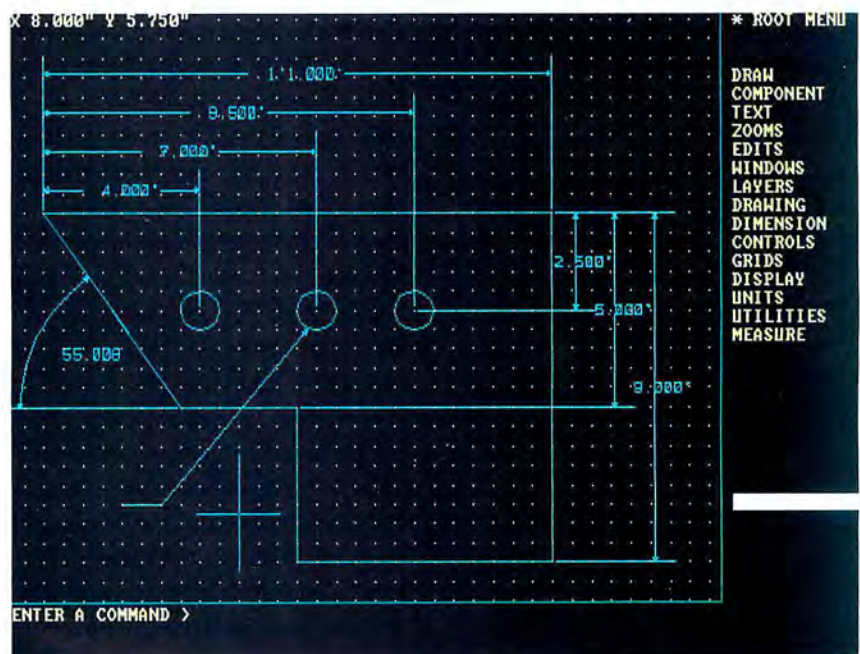 X 8.000" Y 5.750"
* ROOT MENU
1'1.000"
9.500"
7.000"
4.000"
2.500"
5.000"
55.008
9.000"
DRAW
COMPONENT
TEXT
ZOOMS
EDITS
WINDOWS
LAYERS
DRAWING
DIMENSION
CONTROLS
GRIDS
DISPLAY
UNITS
UTILITIES
MEASURE
ENTER A COMMAND >